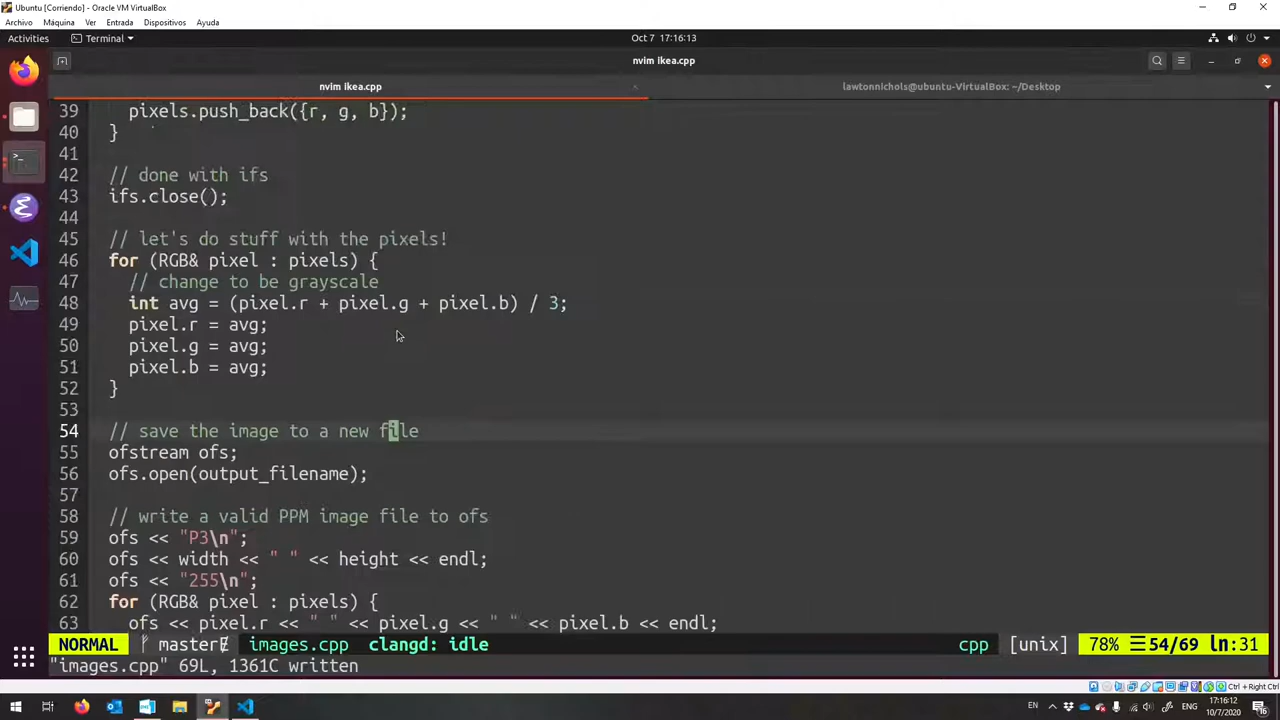 Ubuntu [Corriendo] - Oracle VM VirtualBox
Archivo Máquina Ver Entrada Dispositivos Ayuda
Activities Terminal Oct 7 17:16:13
nvim ikea.cpp
nvim ikea.cpp lawtonnichols@ubuntu-VirtualBox: ~/Desktop
39 pixels.push_back({r, g, b});
40 }
41
42 // done with ifs
43 ifs.close();
44
45 // let's do stuff with the pixels!
46 for (RGB& pixel : pixels) {
47 // change to be grayscale
48 int avg = (pixel.r + pixel.g + pixel.b) / 3;
49 pixel.r = avg;
50 pixel.g = avg;
51 pixel.b = avg;
52 }
53
54 // save the image to a new file
55 ofstream ofs;
56 ofs.open(output_filename);
57
58 // write a valid PPM image file to ofs
59 ofs << "P3\n";
60 ofs << width << " " << height << endl;
61 ofs << "255\n";
62 for (RGB& pixel : pixels) {
63 ofs << pixel.r << " " << pixel.g << " " << pixel.b << endl;
NORMAL master images.cpp clangd: idle cpp [unix] 78% ☰54/69 ln:31
"images.cpp" 69L, 1361C written
Ctrl + Right Ctrl
EN ENG 17:16:12
10/7/2020